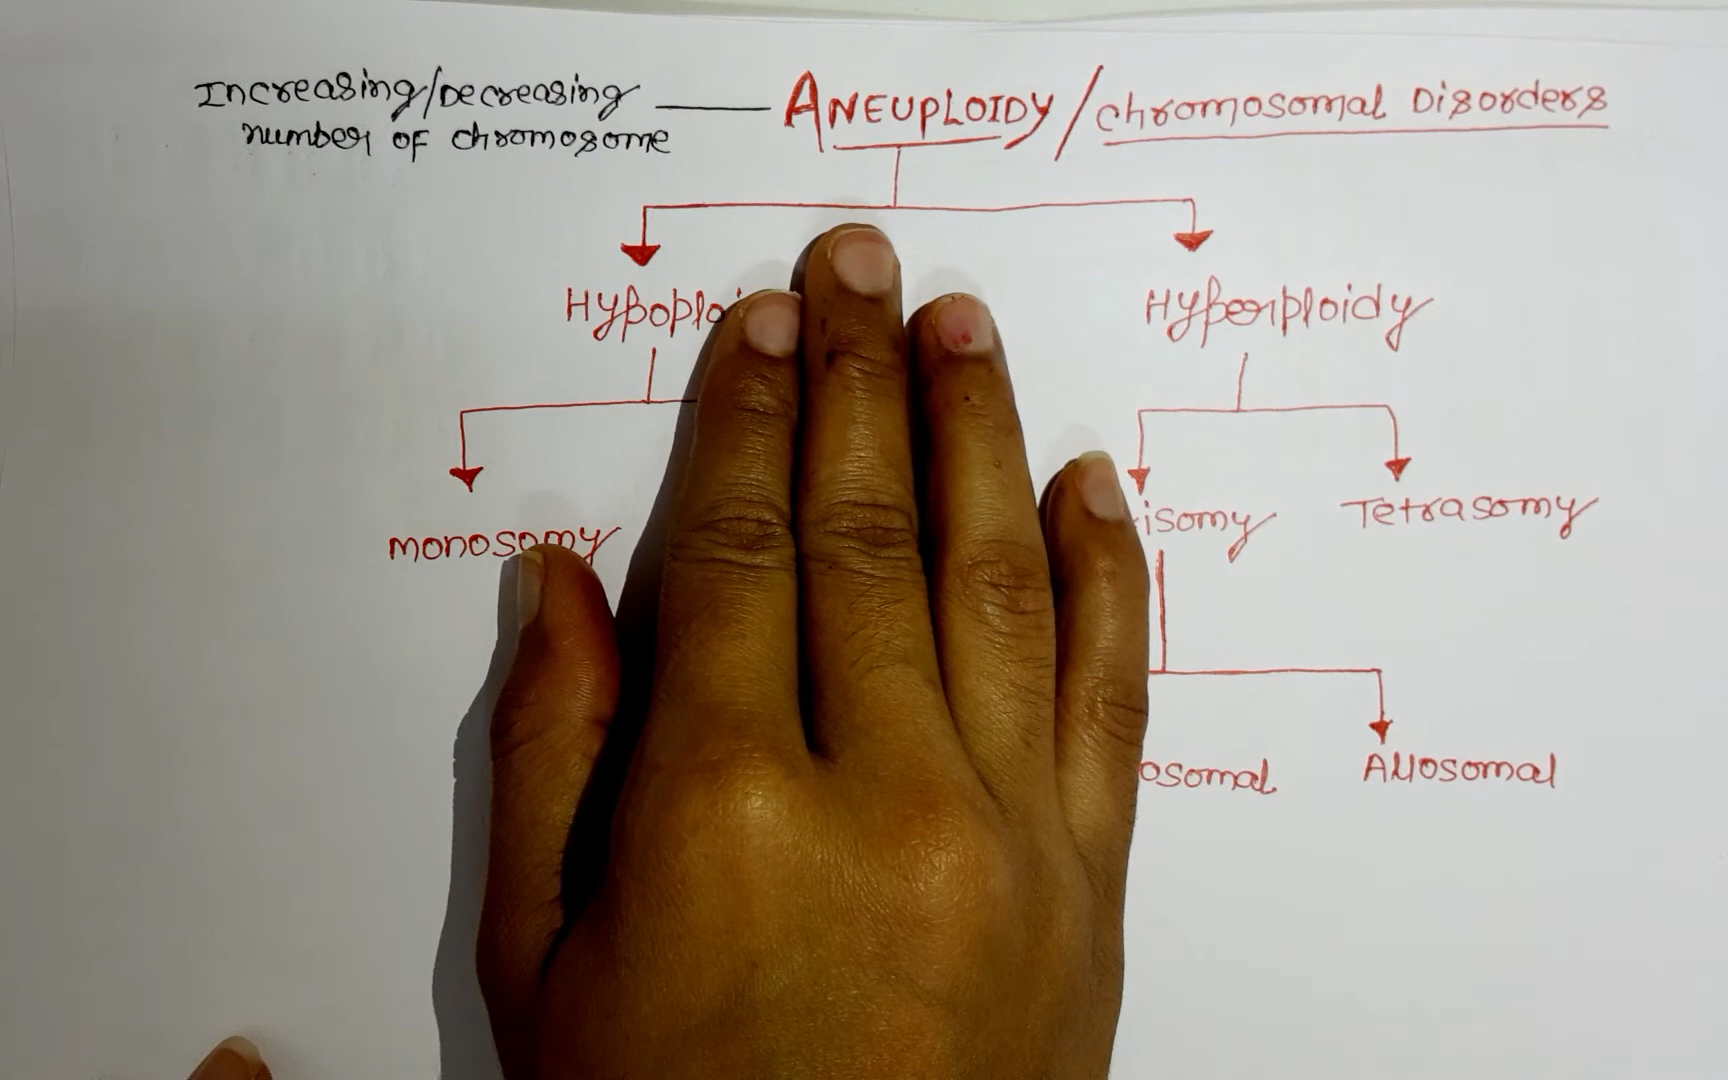 Increasing/Decreasing
number of chromosome
ANEUPLOIDY / chromosomal Disorders
Hyperploidy
monosomy
Tetrasomy
Allosomal